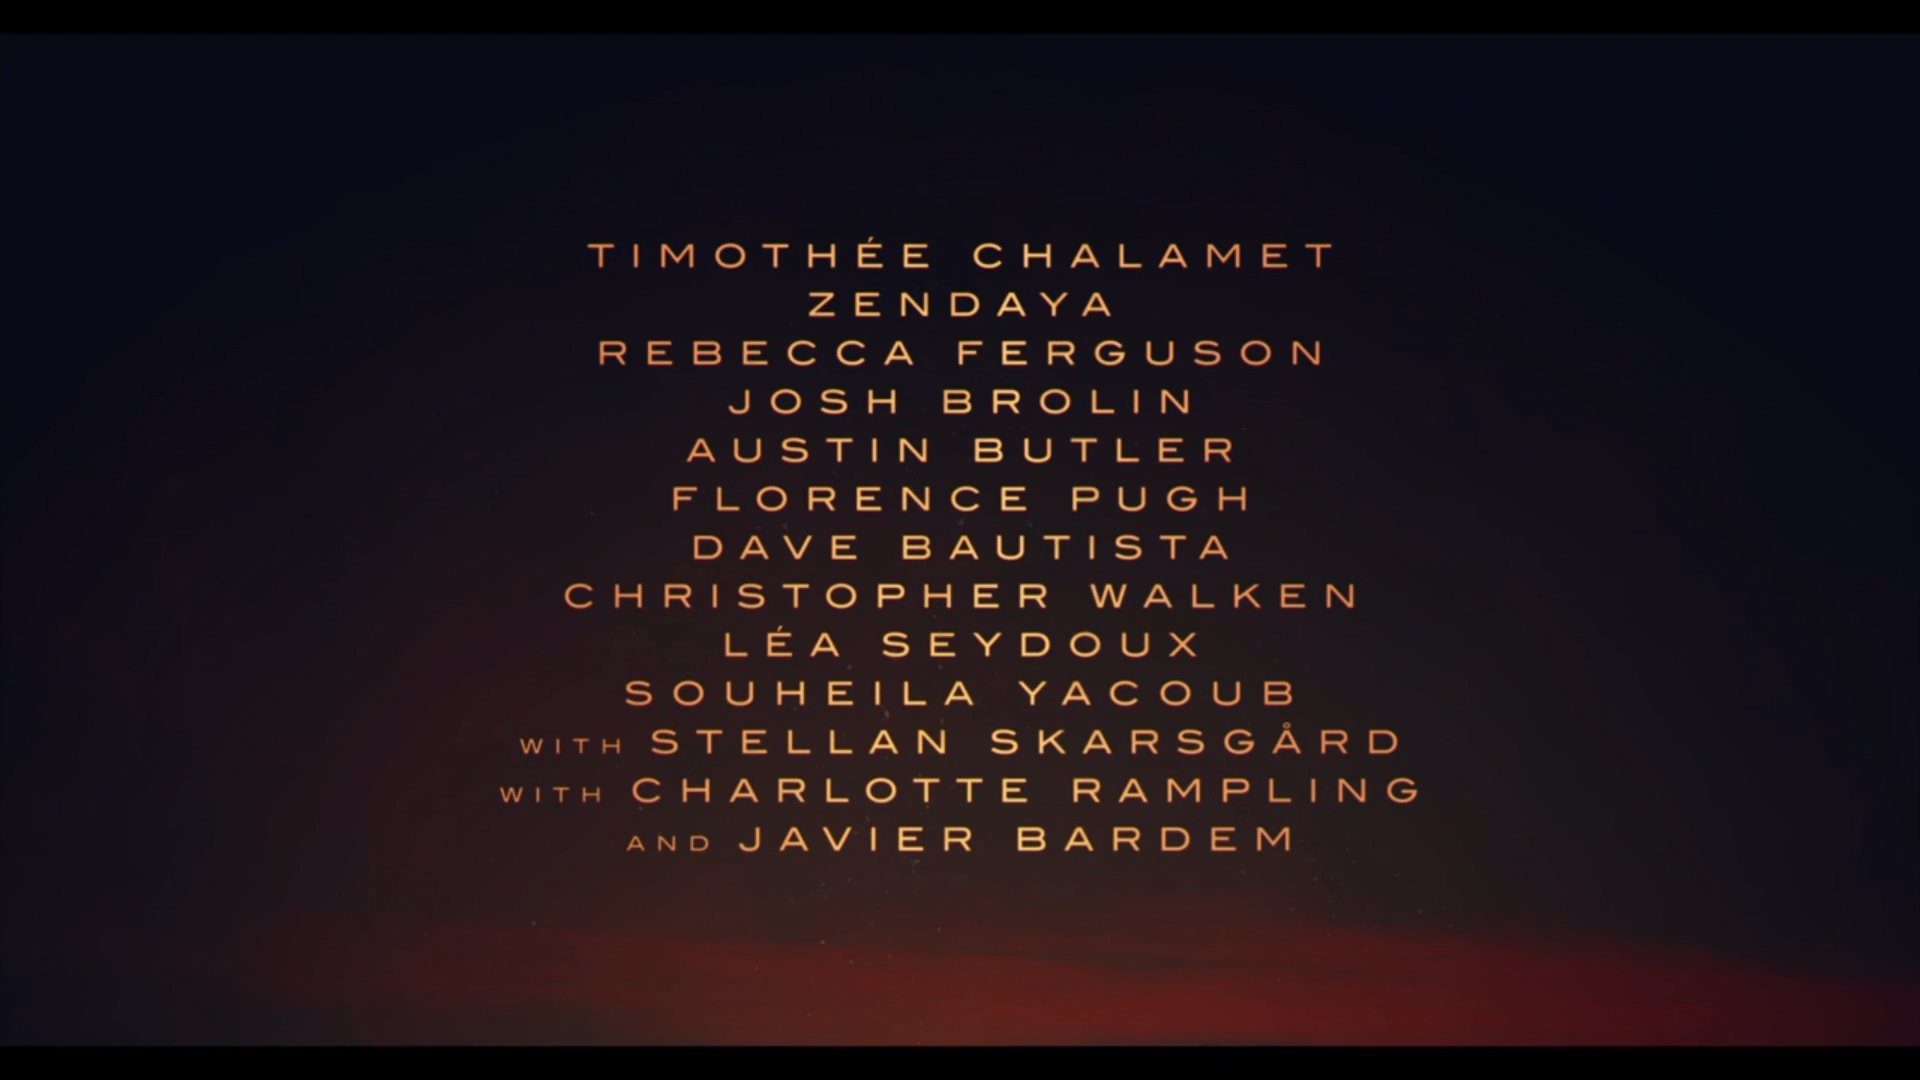 TIMOTHÉE CHALAMET
ZENDAYA
REBECCA FERGUSON
JOSH BROLIN
AUSTIN BUTLER
FLORENCE PUGH
DAVE BAUTISTA
CHRISTOPHER WALKEN
LÉA SEYDOUX
SOUHEILA YACOUB
WITH STELLAN SKARSGÅRD
WITH CHARLOTTE RAMPLING
AND JAVIER BARDEM